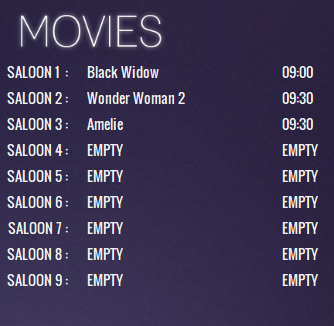 MOVIES
SALOON 1 : Black Widow 09:00
SALOON 2 : Wonder Woman 2 09:30
SALOON 3 : Amelie 09:30
SALOON 4 : EMPTY EMPTY
SALOON 5 : EMPTY EMPTY
SALOON 6 : EMPTY EMPTY
SALOON 7 : EMPTY EMPTY
SALOON 8 : EMPTY EMPTY
SALOON 9 : EMPTY EMPTY